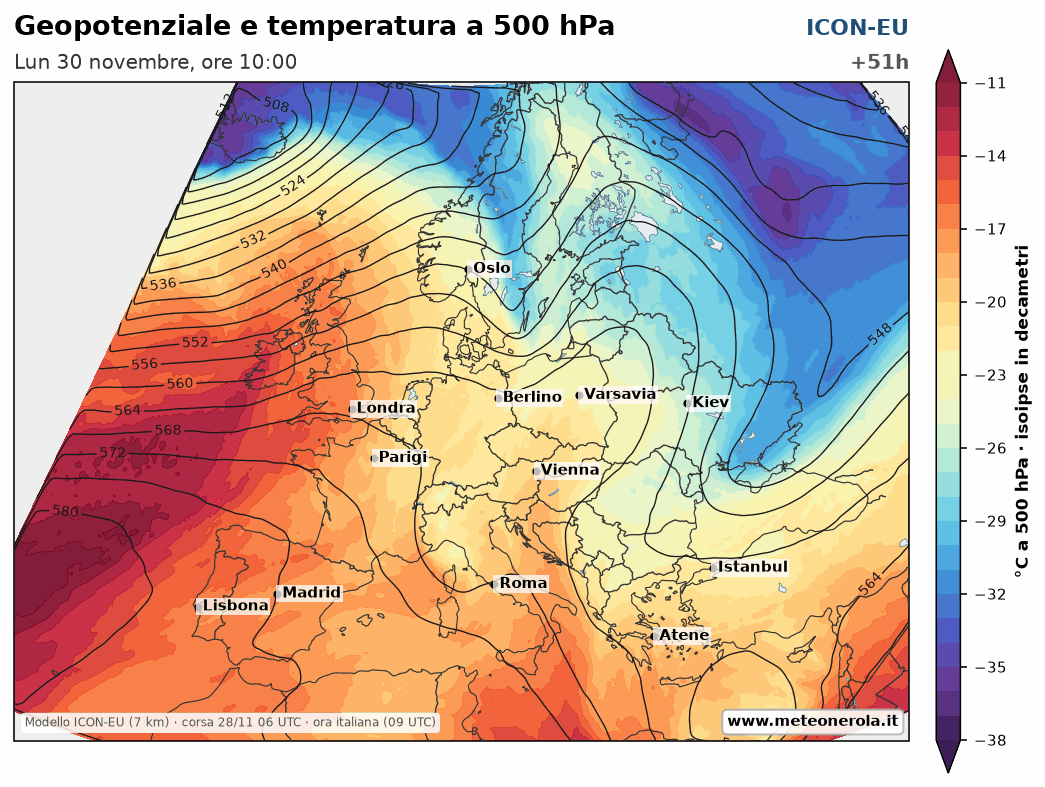 Geopotenziale e temperatura a 500 hPa
ICON-EU
Lun 30 novembre, ore 10:00
+51h
512
508
28
536
524
532
540
536
552
556
560
564
568
572
580
548
564
Oslo
Berlino
Varsavia
Kiev
Londra
Parigi
Vienna
Istanbul
Roma
Madrid
Lisbona
Atene
−11
−14
−17
−20
−23
−26
−29
−32
−35
−38
°C a 500 hPa · isoipse in decametri
Modello ICON-EU (7 km) · corsa 28/11 06 UTC · ora italiana (09 UTC)
www.meteonerola.it